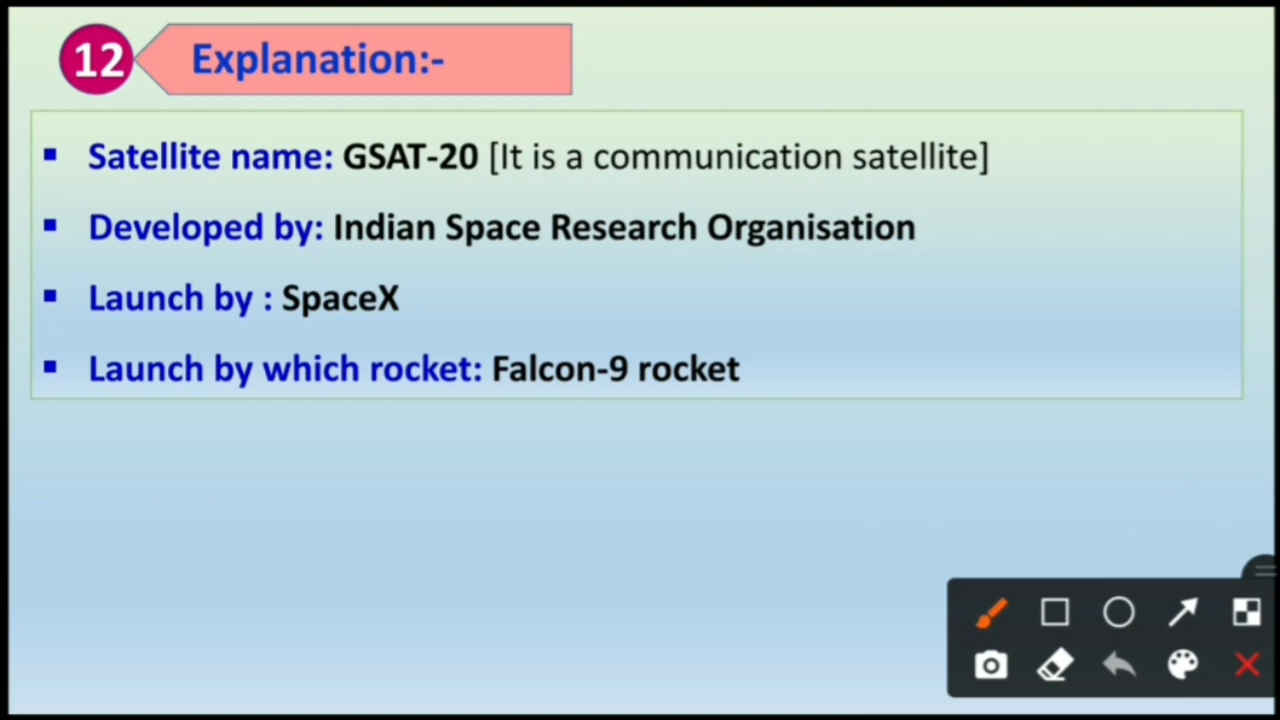 12 Explanation:-
▪ Satellite name: GSAT-20 [It is a communication satellite]
▪ Developed by: Indian Space Research Organisation
▪ Launch by : SpaceX
▪ Launch by which rocket: Falcon-9 rocket